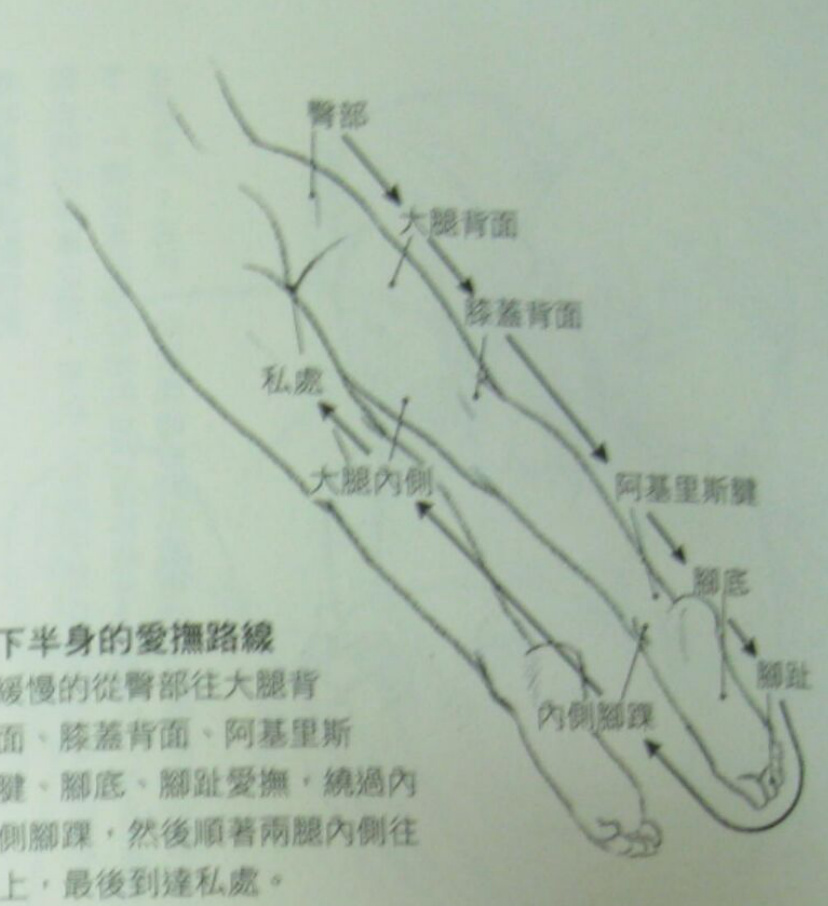 臀部
大腿背面
膝蓋背面
私處
大腿內側
阿基里斯腱
腳底
腳趾
內側腳踝
下半身的愛撫路線
緩慢的從臀部往大腿背
面、膝蓋背面、阿基里斯
腱、腳底、腳趾愛撫，繞過內
側腳踝，然後順著兩腿內側往
上，最後到達私處。